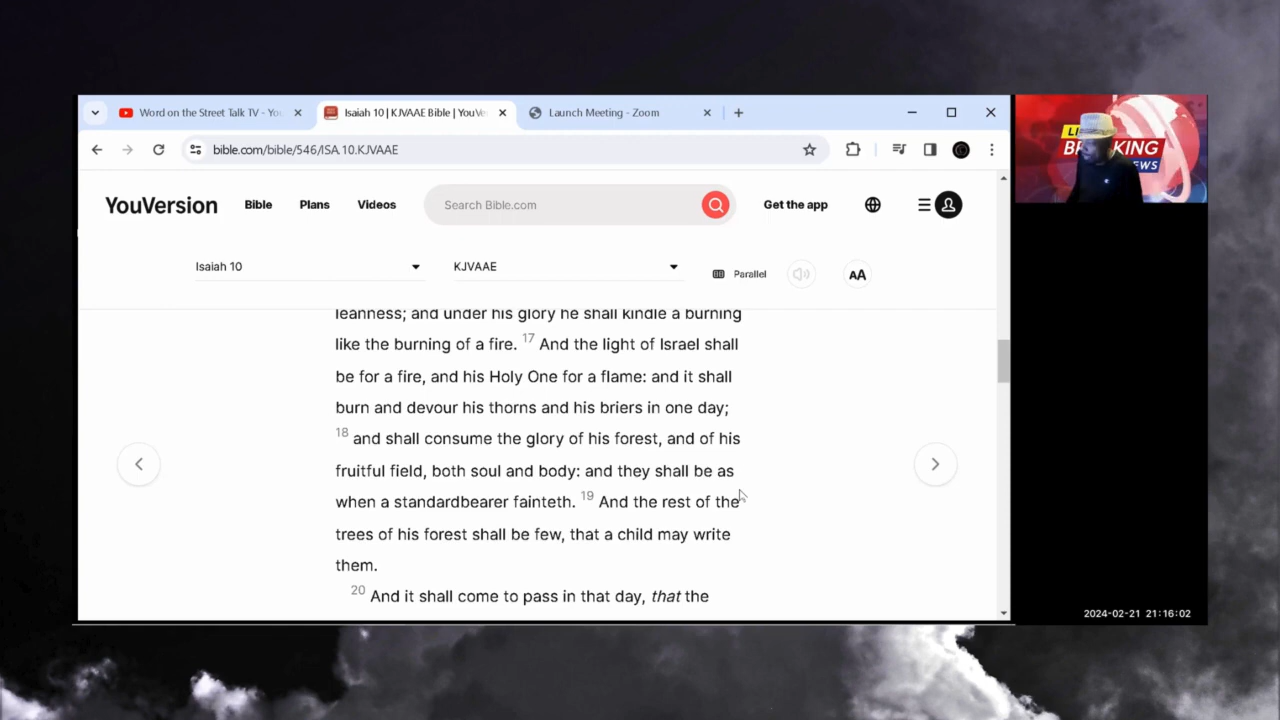 Word on the Street Talk TV - You
Isaiah 10 | KJVAAE Bible | YouVe
Launch Meeting - Zoom
bible.com/bible/546/ISA.10.KJVAAE
YouVersion
Bible
Plans
Videos
Search Bible.com
Get the app
Isaiah 10
KJVAAE
Parallel
AA
leanness; and under his glory he shall kindle a burning
like the burning of a fire. 17 And the light of Israel shall
be for a fire, and his Holy One for a flame: and it shall
burn and devour his thorns and his briers in one day;
18 and shall consume the glory of his forest, and of his
fruitful field, both soul and body: and they shall be as
when a standardbearer fainteth. 19 And the rest of the
trees of his forest shall be few, that a child may write
them.
20 And it shall come to pass in that day, that the
2024-02-21 21:16:02